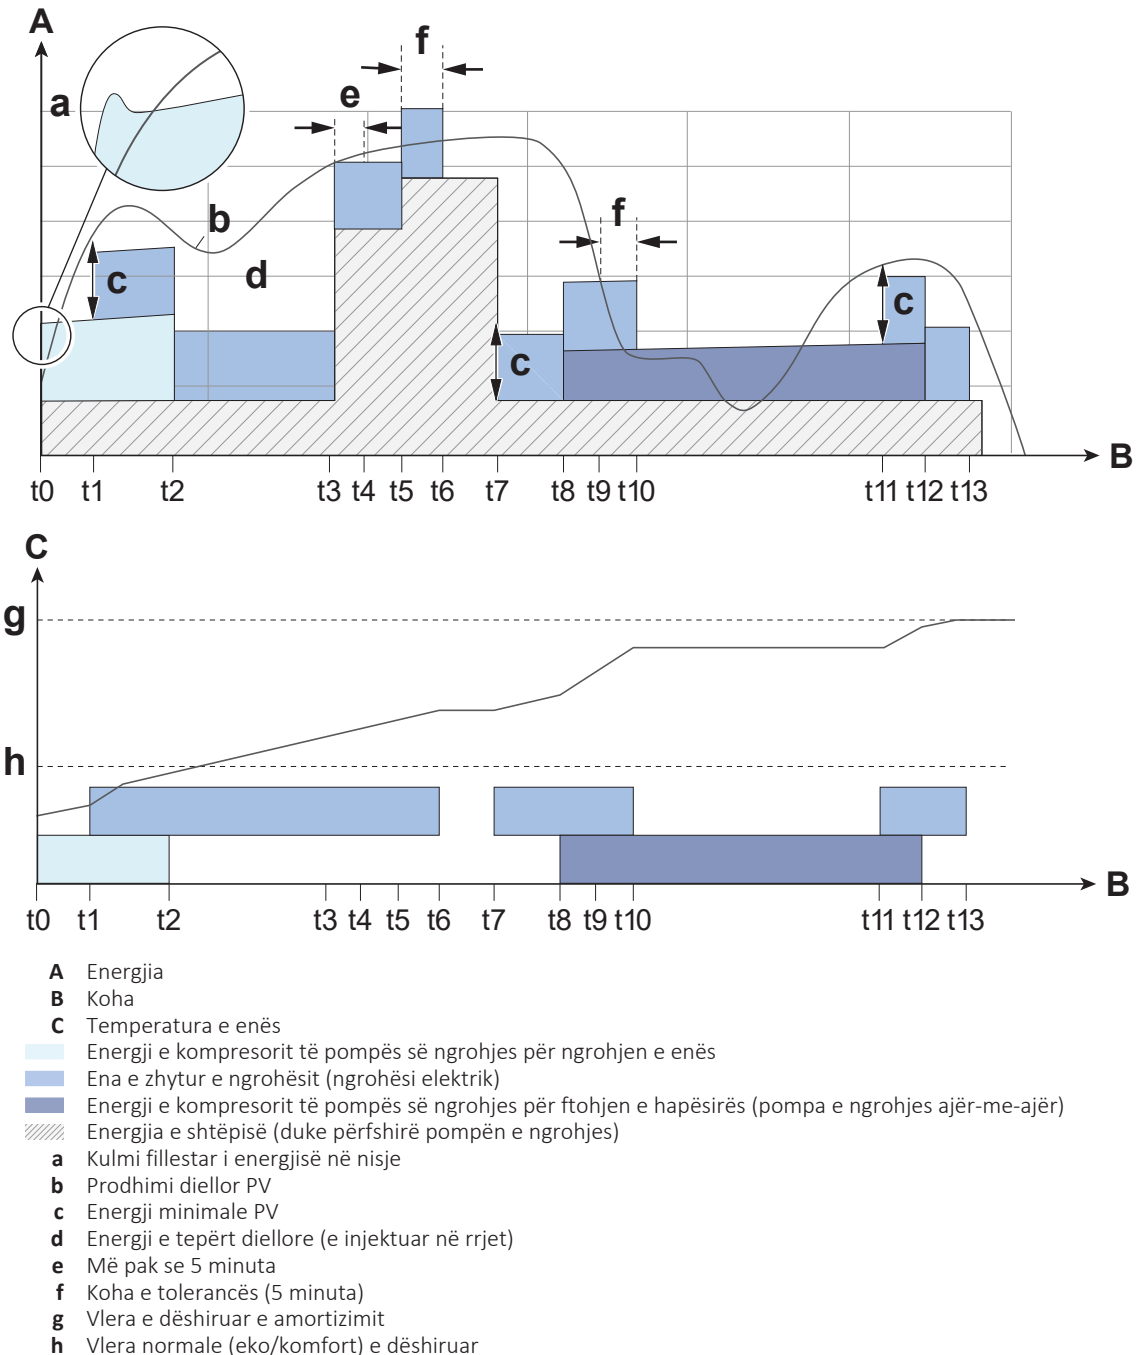 A
a
e
f
b
c
d
f
c
c
B
t0 t1 t2 t3 t4 t5 t6 t7 t8 t9 t10 t11 t12 t13
C
g
h
B
t0 t1 t2 t3 t4 t5 t6 t7 t8 t9 t10 t11 t12 t13
A Energjia
B Koha
C Temperatura e enës
Energji e kompresorit të pompës së ngrohjes për ngrohjen e enës
Ena e zhytur e ngrohësit (ngrohësi elektrik)
Energji e kompresorit të pompës së ngrohjes për ftohjen e hapësirës (pompa e ngrohjes ajër-me-ajër)
Energjia e shtëpisë (duke përfshirë pompën e ngrohjes)
a Kulmi fillestar i energjisë në nisje
b Prodhimi diellor PV
c Energji minimale PV
d Energji e tepërt diellore (e injektuar në rrjet)
e Më pak se 5 minuta
f Koha e tolerancës (5 minuta)
g Vlera e dëshiruar e amortizimit
h Vlera normale (eko/komfort) e dëshiruar